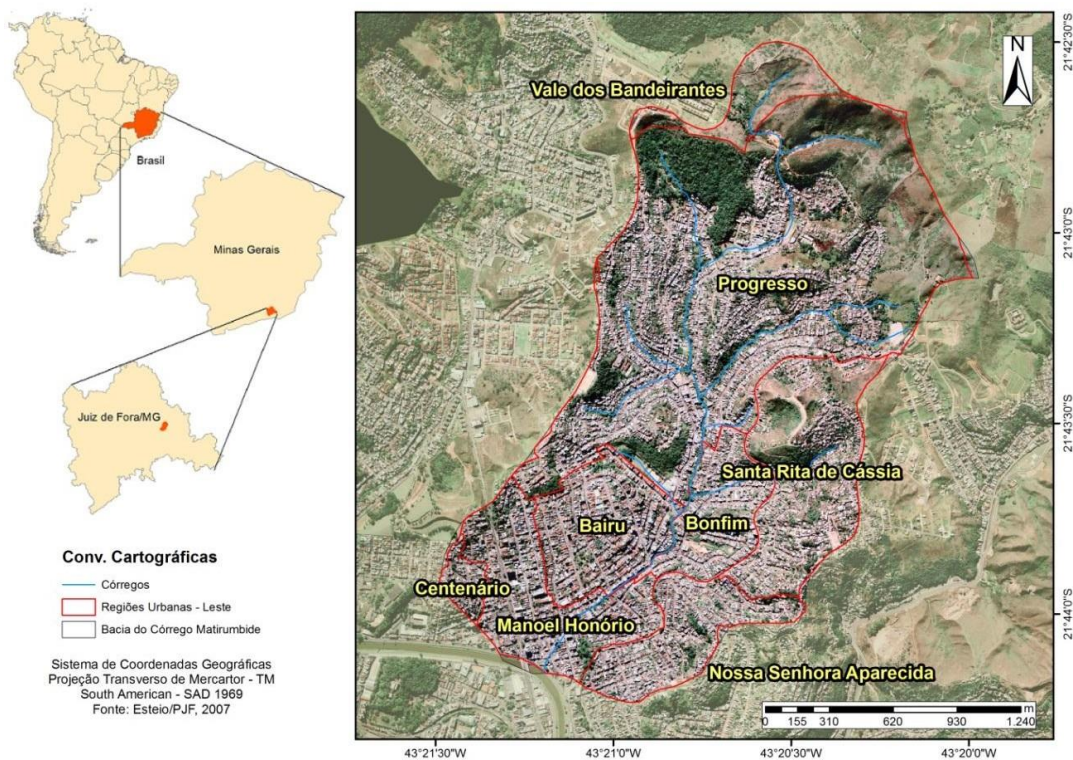 Brasil
Minas Gerais
Juiz de Fora/MG
Conv. Cartográficas
Córregos
Regiões Urbanas - Leste
Bacia do Córrego Matirumbide
Sistema de Coordenadas Geográficas
Projeção Transverso de Mercartor - TM
South American - SAD 1969
Fonte: Esteio/PJF, 2007
N
Vale dos Bandeirantes
Progresso
Santa Rita de Cássia
Bairu
Bonfim
Centenário
Manoel Honório
Nossa Senhora Aparecida
m
0 155 310 620 930 1.240
21°42'30"S
21°43'0"S
21°43'30"S
21°44'0"S
43°21'30"W 43°21'0"W 43°20'30"W 43°20'0"W